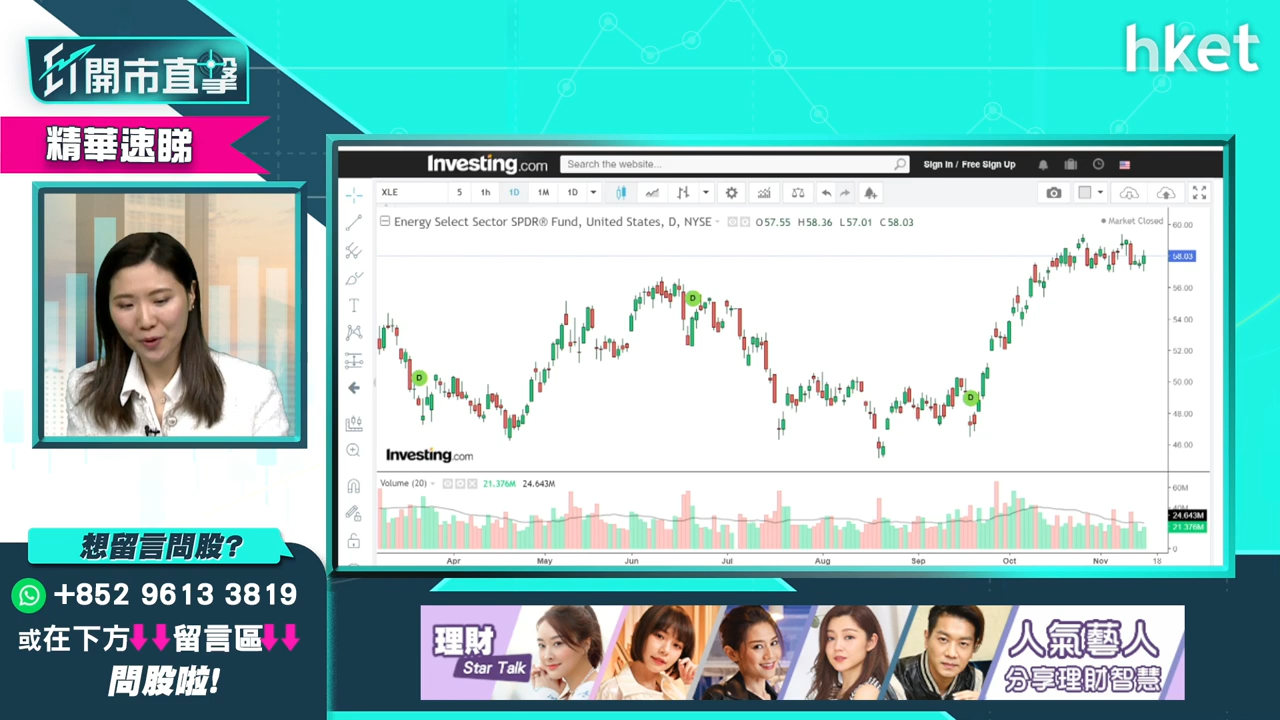 ET開市直擊
hket
精華速睇
Investing.com
Search the website...
Sign In / Free Sign Up
XLE
5
1h
1D
1M
1D
Energy Select Sector SPDR® Fund, United States, D, NYSE
O57.55 H58.36 L57.01 C58.03
Market Closed
60.00
58.03
56.00
54.00
52.00
50.00
48.00
46.00
D
D
D
Investing.com
Volume (20)
21.376M 24.643M
60M
40M
24.643M
21.376M
0
Apr May Jun Jul Aug Sep Oct Nov 18
想留言問股?
+852 9613 3819
或在下方留言區
問股啦!
理財
Star Talk
人氣藝人
分享理財智慧